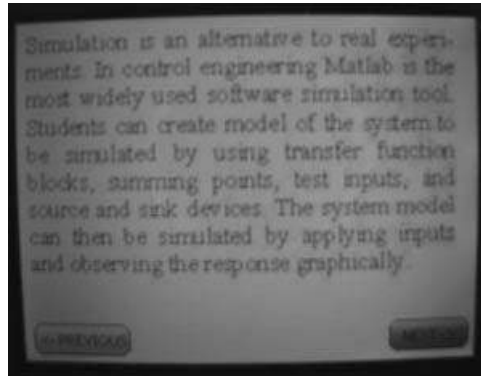 Simulation is an alternative to real experi-
ments. In control engineering Matlab is the
most widely used software simulation tool.
Students can create model of the system to
be simulated by using transfer function
blocks, summing points, test inputs, and
source and sink devices. The system model
can then be simulated by applying inputs
and observing the response graphically.
<< PREVIOUS
NEXT >>